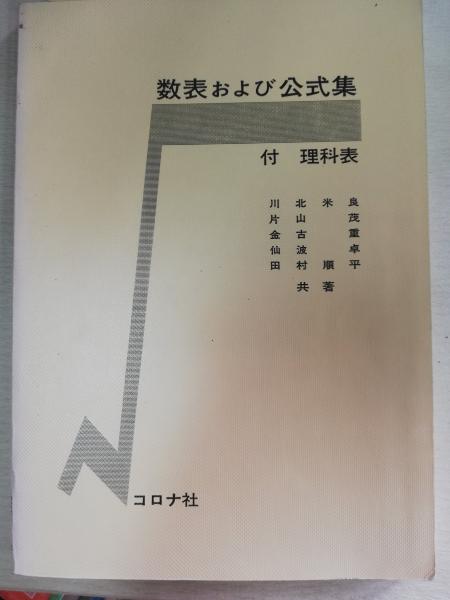 数表および公式集
付 理科表
川北米良
片山茂
金古重
仙波卓
田村順平
共著
コロナ社